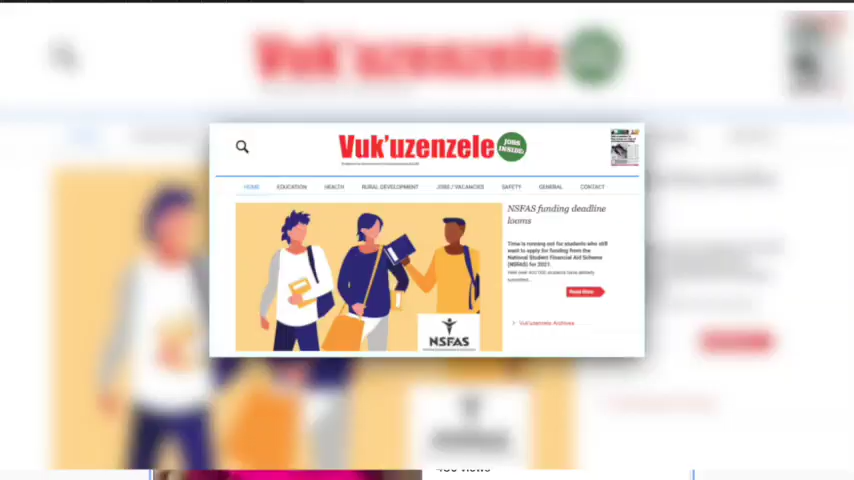 Vuk'uzenzele
JOBS
INSIDE!
HOME EDUCATION HEALTH RURAL DEVELOPMENT JOBS / VACANCIES SAFETY GENERAL CONTACT
NSFAS funding deadline
looms
Time is running out for students who still
want to apply for funding from the
National Student Financial Aid Scheme
(NSFAS) for 2021.
Read More
Vuk'uzenzele Archives
NSFAS
views